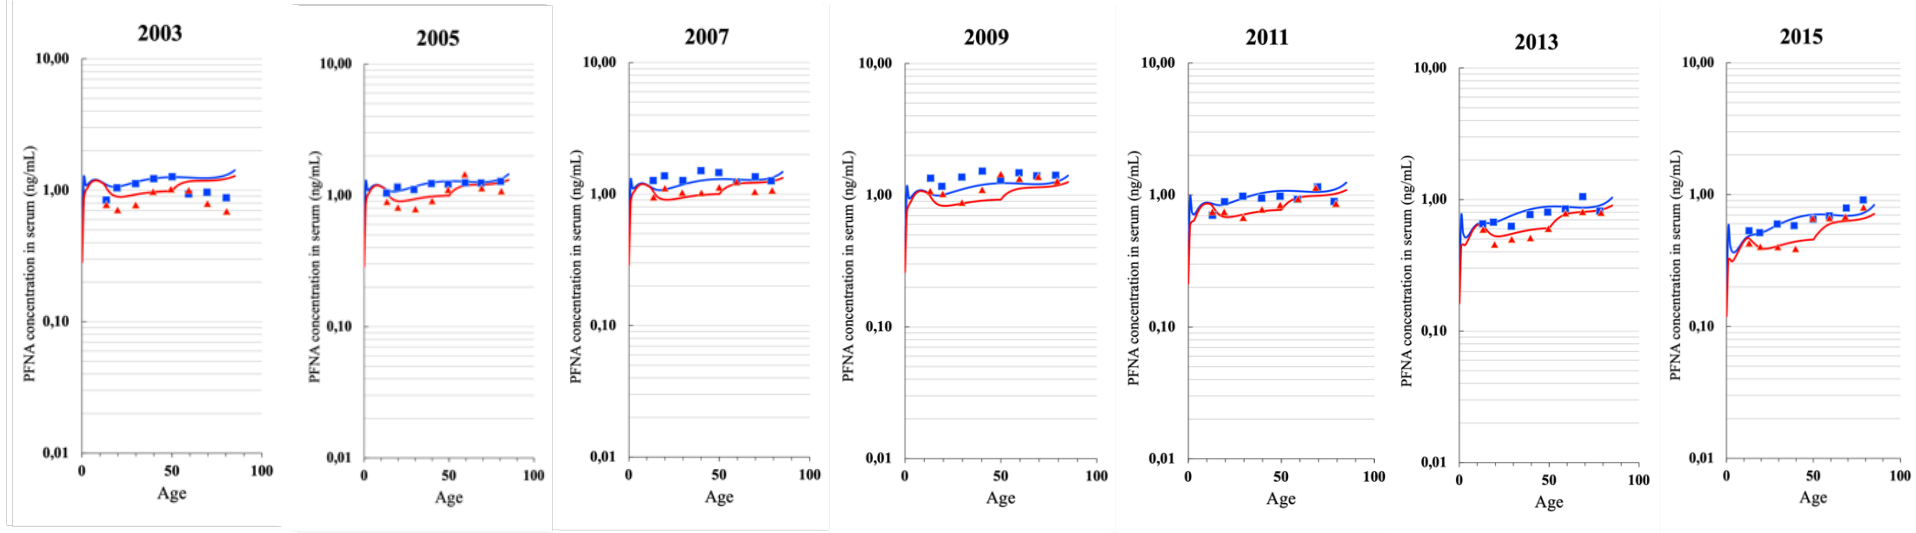 2003
10,00
1,00
0,10
0,01
0 50 100
Age
PFNA concentration in serum (ng/mL)
2005
10,00
1,00
0,10
0,01
0 50 100
Age
PFNA concentration in serum (ng/mL)
2007
10,00
1,00
0,10
0,01
0 50 100
Age
PFNA concentration in serum (ng/mL)
2009
10,00
1,00
0,10
0,01
0 50 100
Age
PFNA concentration in serum (ng/mL)
2011
10,00
1,00
0,10
0,01
0 50 100
Age
PFNA concentration in serum (ng/mL)
2013
10,00
1,00
0,10
0,01
0 50 100
Age
PFNA concentration in serum (ng/mL)
2015
10,00
1,00
0,10
0,01
0 50 100
Age
PFNA concentration in serum (ng/mL)